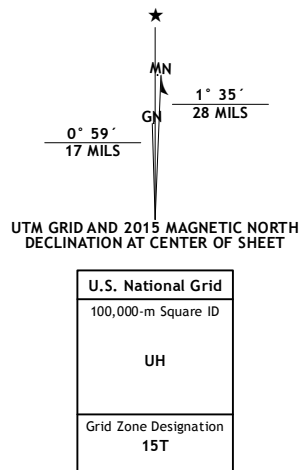 ★
MN
1° 35´
28 MILS
GN
0° 59´
17 MILS
UTM GRID AND 2015 MAGNETIC NORTH
DECLINATION AT CENTER OF SHEET
U.S. National Grid
100,000-m Square ID
UH
Grid Zone Designation
15T